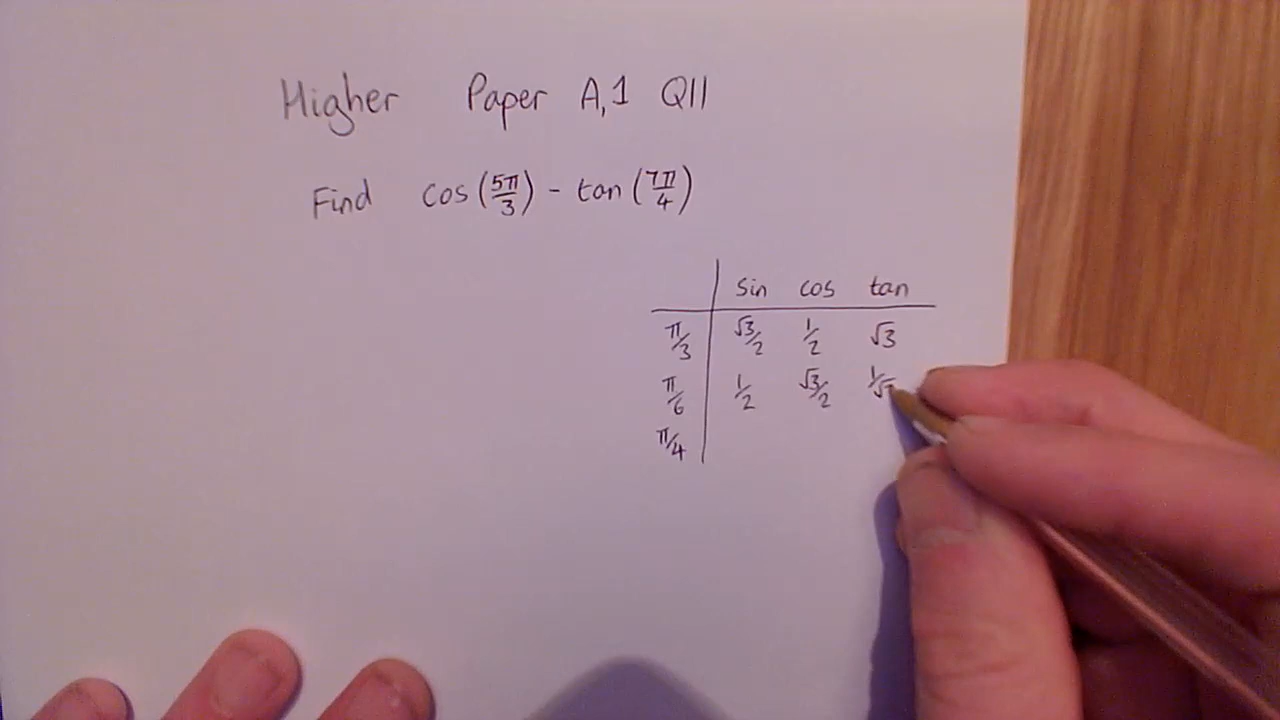 Higher Paper A,1 Q11
Find cos(5π/3) - tan(7π/4)
sin cos tan
π/3 √3/2 1/2 √3
π/6 1/2 √3/2 1/√
π/4